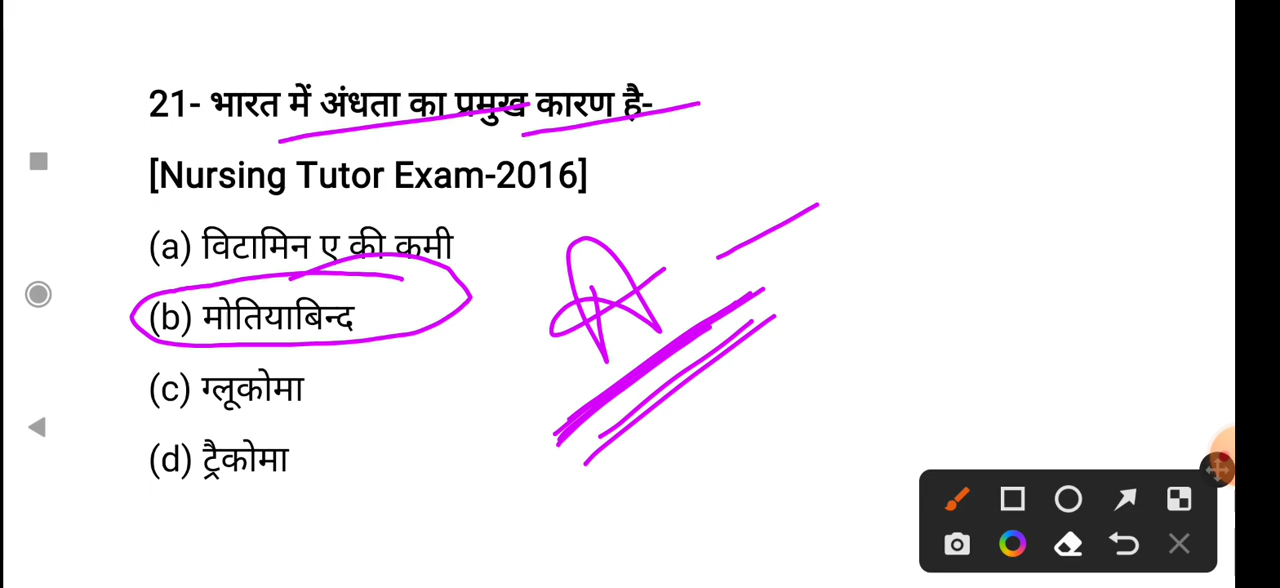 21- भारत में अंधता का प्रमुख कारण है-
[Nursing Tutor Exam-2016]
(a) विटामिन ए की कमी
(b) मोतियाबिन्द
(c) ग्लूकोमा
(d) ट्रैकोमा